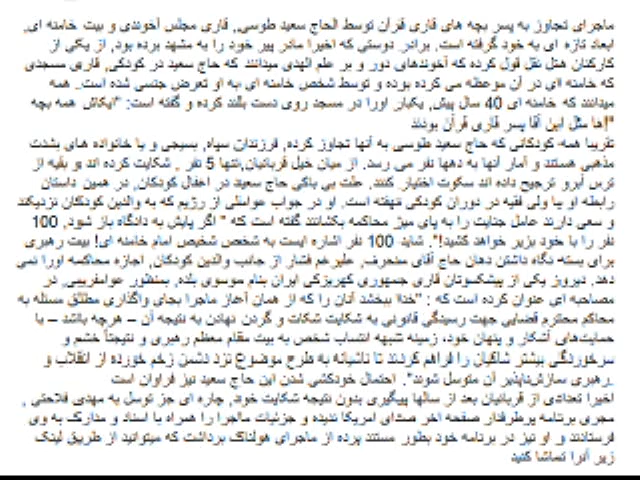 ماجرای تجاوز به پسر بچه های قاری قرآن توسط الحاج سعید طوسی، قاری مجلس آخوندی و بیت خامنه ای،
ابعاد تازه ای به خود گرفته است. برادر دوستی که اخیرا مادر پیر خود را به مشهد برده بود, از یکی از
کارکنان هتل نقل قول کرده که آخوندهای دور و بر علم الهدی میدانند که حاج سعید در کودکی, قاری مسجدی
که خامنه ای در آن موعظه می کرده بوده و توسط شخص خامنه ای به او تعرض جنسی شده است. همه
میدانند که خامنه ای 40 سال پیش, یکبار اورا در مسجد روی دست بلند کرده و گفته است: "ایکاش همه بچه
"ها مثل این آقا پسر قاری قرآن بودند!
تقریبا همه کودکانی که حاج سعید طوسی به آنها تجاوز کرده, فرزندان سپاه, بسیجی و یا خانواده های بشدت
مذهبی هستند و آمار آنها به دهها نفر می رسد. از میان خیل قربانیان,تنها 5 نفر , شکایت کرده اند و بقیه از
ترس آبرو ترجیح داده اند سکوت اختیار کنند. علت بی باکی حاج سعید در اغفال کودکان, در همین داستان
رابطه او با ولی فقیه در دوران کودکی نهفته است. او در جواب عواملی از رژیم که به والدین کودکان نزدیکند
و سعی دارند عامل جنایت را به پای میز محاکمه بکشانند گفته است که " اگر پایش به دادگاه باز شود, 100
نفر را با خود بزیر خواهد کشید!". شاید 100 نفر اشاره ایست به شخص شخیص امام خامنه ای! بیت رهبری
برای بسته نگاه داشتن دهان حاج آقای منحرف, علیرغم فشار از جانب والدین کودکان, اجازه محاکمه اورا نمی
دهد. دیروز یکی از پیشکسوتان قاری جمهوری کهریزکی ایران بنام موسوی بلده, بمنظور عوامفریبی, در
مصاحبه ای عنوان کرده است که : "خدا ببخشد آنان را که از همان آغاز ماجرا بجای واگذاری مطلق مسئله به
محاکم محترم قضایی جهت رسیدگی قانونی به شکایت شکات و گردن نهادن به نتیجه آن – هرچه باشد – با
حمایت‌های آشکار و پنهان خود, زمینه شبهه انتساب شخص به بیت مقام معظم رهبری و نتیجتاً خشم و
سرخوردگی بیشتر شاکیان را فراهم کردند تا ناشیانه به طرح موضوع نزد دشمن زخم خورده از انقلاب و
رهبری سازش‌ناپذیر آن متوسل شوند". احتمال خودکشی شدن این حاج سعید نیز فراوان است.
اخیرا تعدادی از قربانیان بعد از سالها پیگیری بدون نتیجه شکایت خود, چاره ای جز توسل به مهدی فلاحتی ,
مجری برنامه پرطرفدار صفحه آخر صدای امریکا ندیده و جزئیات ماجرا را همراه با اسناد و مدارک به وی
فرستادند و او نیز در برنامه خود بطور مستند پرده از ماجرای هولناک برداشت که میتوانید از طریق لینک
زیر آنرا تماشا کنید